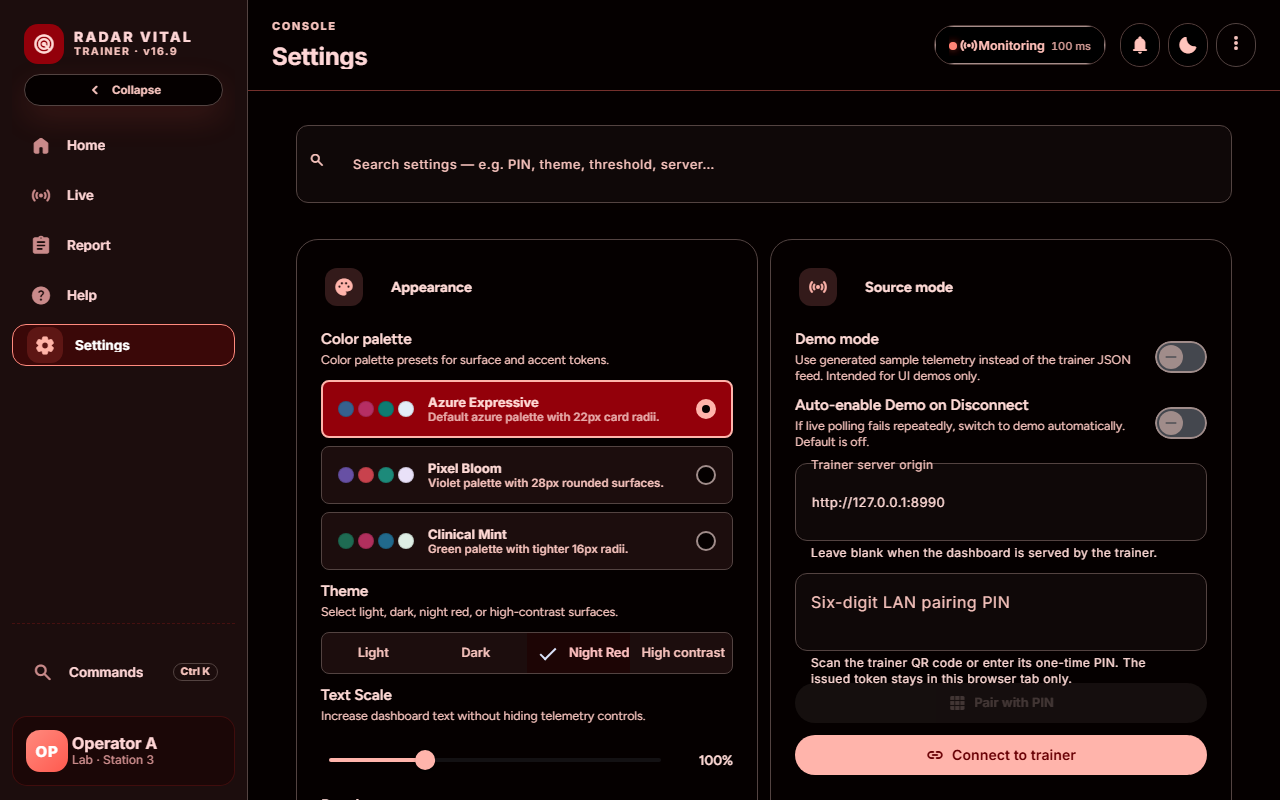 RADAR VITAL
TRAINER · v16.9
Collapse
Home
Live
Report
Help
Settings
Commands
Ctrl K
OP
Operator A
Lab · Station 3
CONSOLE
Settings
Monitoring 100 ms
Search settings — e.g. PIN, theme, threshold, server...
Appearance
Color palette
Color palette presets for surface and accent tokens.
Azure Expressive
Default azure palette with 22px card radii.
Pixel Bloom
Violet palette with 28px rounded surfaces.
Clinical Mint
Green palette with tighter 16px radii.
Theme
Select light, dark, night red, or high-contrast surfaces.
Light
Dark
Night Red
High contrast
Text Scale
Increase dashboard text without hiding telemetry controls.
100%
Source mode
Demo mode
Use generated sample telemetry instead of the trainer JSON
feed. Intended for UI demos only.
Auto-enable Demo on Disconnect
If live polling fails repeatedly, switch to demo automatically.
Default is off.
Trainer server origin
http://127.0.0.1:8990
Leave blank when the dashboard is served by the trainer.
Six-digit LAN pairing PIN
Scan the trainer QR code or enter its one-time PIN. The
issued token stays in this browser tab only.
Pair with PIN
Connect to trainer